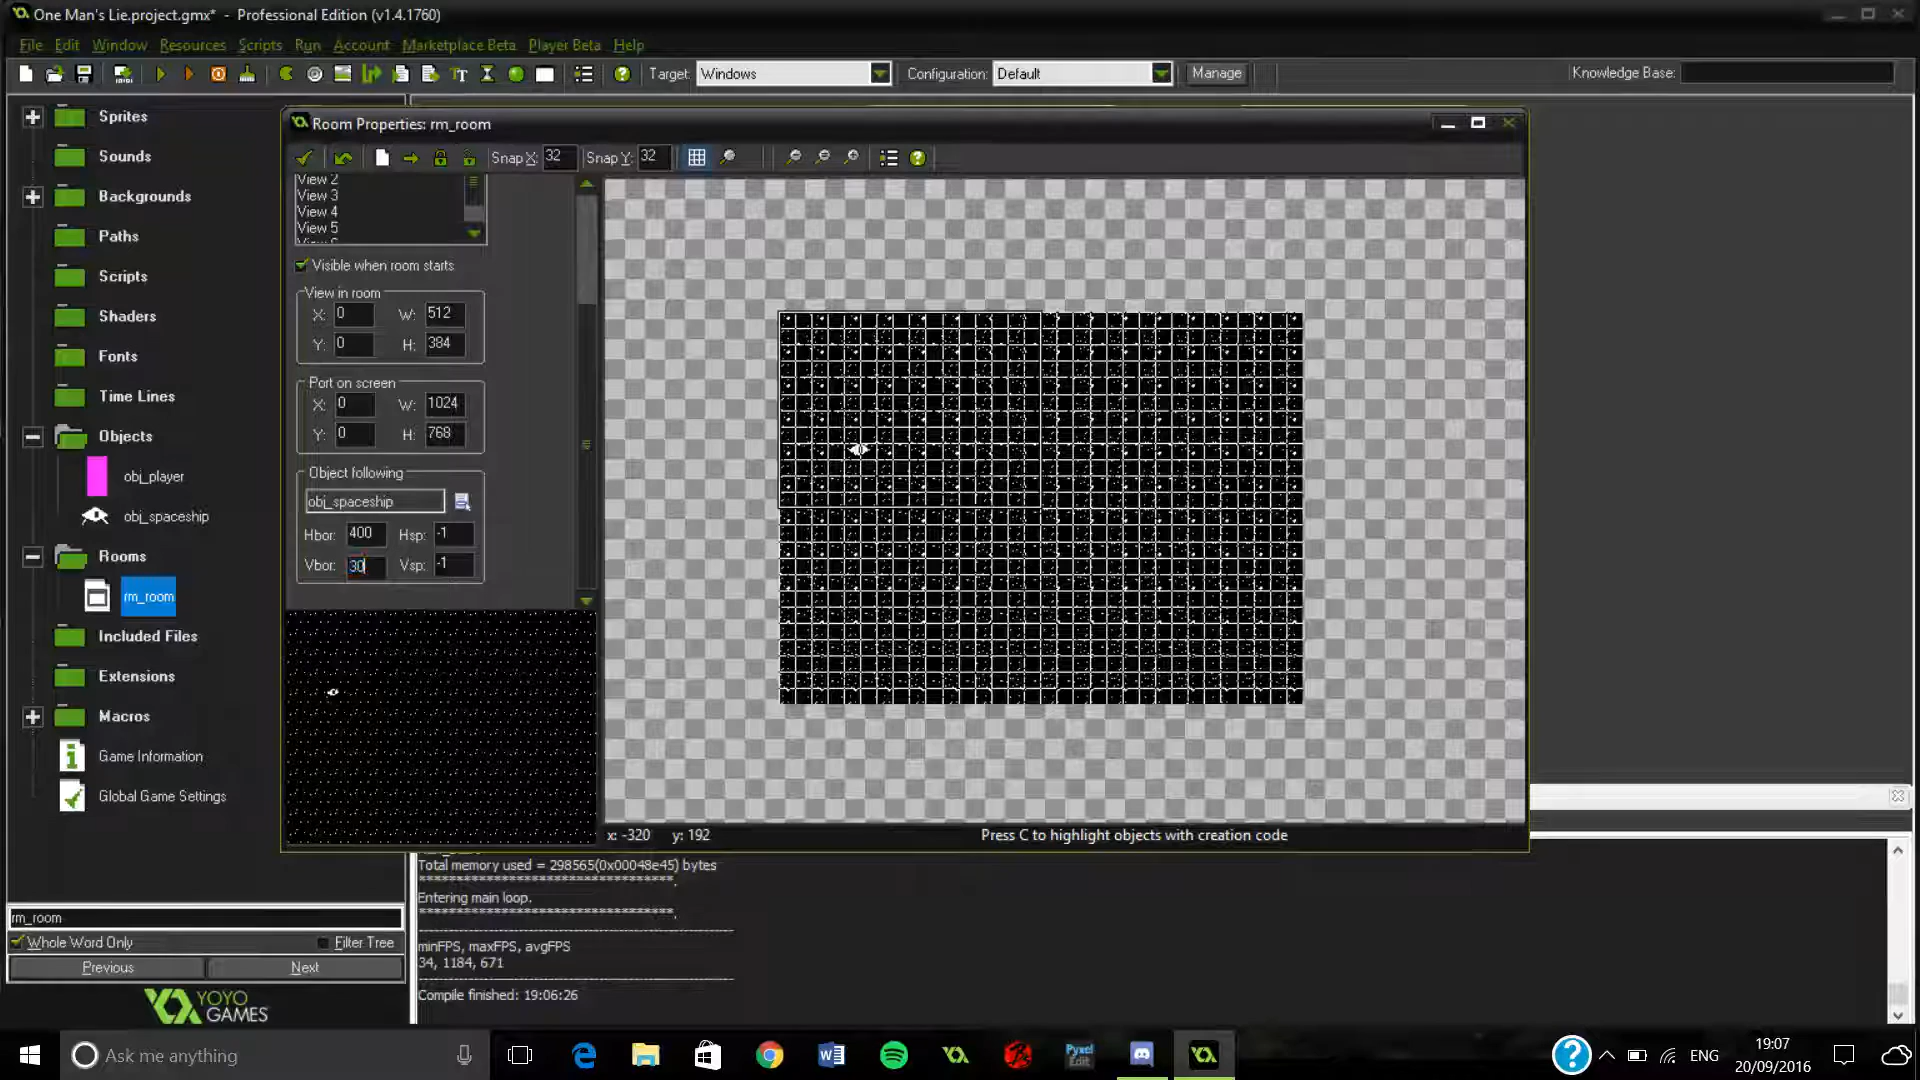 One Man's Lie.project.gmx* - Professional Edition (v1.4.1760)
File Edit Window Resources Scripts Run Account Marketplace Beta Player Beta Help
Target: Windows Configuration: Default Manage Knowledge Base:
Sprites
Sounds
Backgrounds
Paths
Scripts
Shaders
Fonts
Time Lines
Objects
obj_player
obj_spaceship
Rooms
rm_room
Included Files
Extensions
Macros
Game Information
Global Game Settings
rm_room
Whole Word Only Filter Tree
Previous Next
YOYO
GAMES
Room Properties: rm_room
Snap X: 32 Snap Y: 32
View 2
View 3
View 4
View 5
Visible when room starts
View in room
X: 0 W: 512
Y: 0 H: 384
Port on screen
X: 0 W: 1024
Y: 0 H: 768
Object following
obj_spaceship
Hbor: 400 Hsp: -1
Vbor: 30 Vsp: -1
x: -320 y: 192 Press C to highlight objects with creation code
Total memory used = 298565(0x00048e45) bytes
Entering main loop.
minFPS, maxFPS, avgFPS
34, 1184, 671
Compile finished: 19:06:26
Ask me anything
Pyxel
Edit
ENG
19:07
20/09/2016